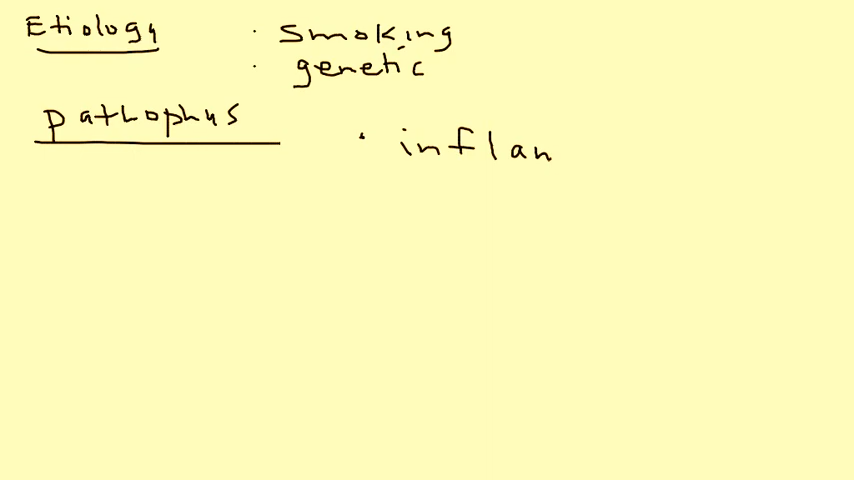 Etiology · smoking
· genetic
pathophys · inflam